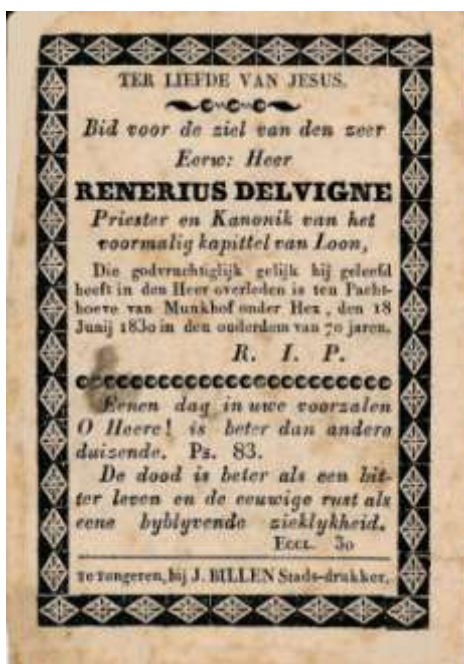 TER LIEFDE VAN JESUS.
Bid voor de ziel van den zeer
Eerw: Heer
RENERIUS DELVIGNE
Priester en Kanonik van het
voormalig kapittel van Loon,
Die godvruchtiglijk gelijk hij geleefd
heeft in den Heer overleden is ten Pacht-
hoeve van Munkhof onder Hex, den 18
Junij 1830 in den ouderdom van 70 jaren.
R. I. P.
Eenen dag in uwe voorzalen
O Heere! is beter dan andere
duizende. Ps. 83.
De dood is beter als een bit-
ter leven en de eeuwige rust als
eene byblyvende zieklykheid.
Eccl. 30
Te Tongeren, bij J. BILLEN Stads-drukker.